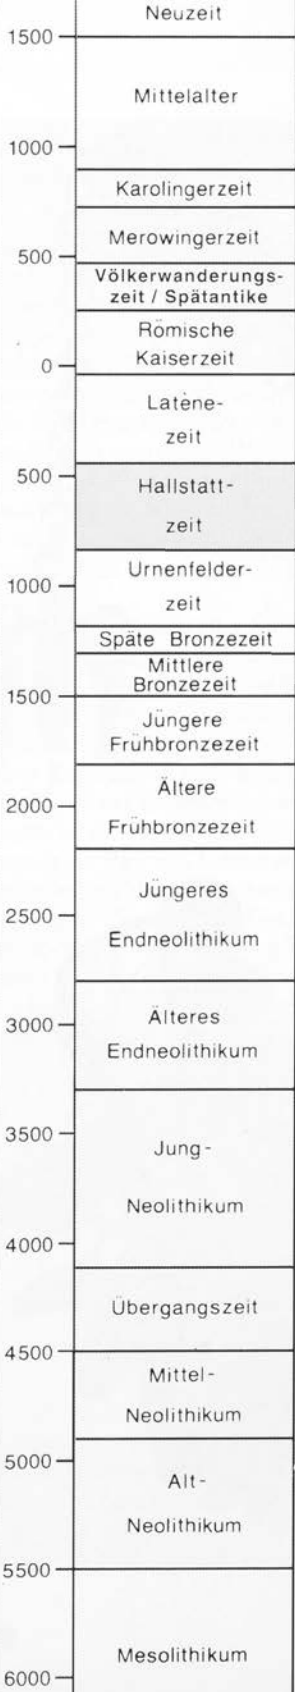 Neuzeit
1500
Mittelalter
1000
Karolingerzeit
Merowingerzeit
500
Völkerwanderungs-
zeit / Spätantike
Römische
Kaiserzeit
0
Latène-
zeit
500
Hallstatt-
zeit
Urnenfelder-
1000
zeit
Späte Bronzezeit
Mittlere
Bronzezeit
1500
Jüngere
Frühbronzezeit
Ältere
2000
Frühbronzezeit
Jüngeres
2500
Endneolithikum
Älteres
3000
Endneolithikum
3500
Jung-
Neolithikum
4000
Übergangszeit
4500
Mittel-
Neolithikum
5000
Alt-
Neolithikum
5500
Mesolithikum
6000